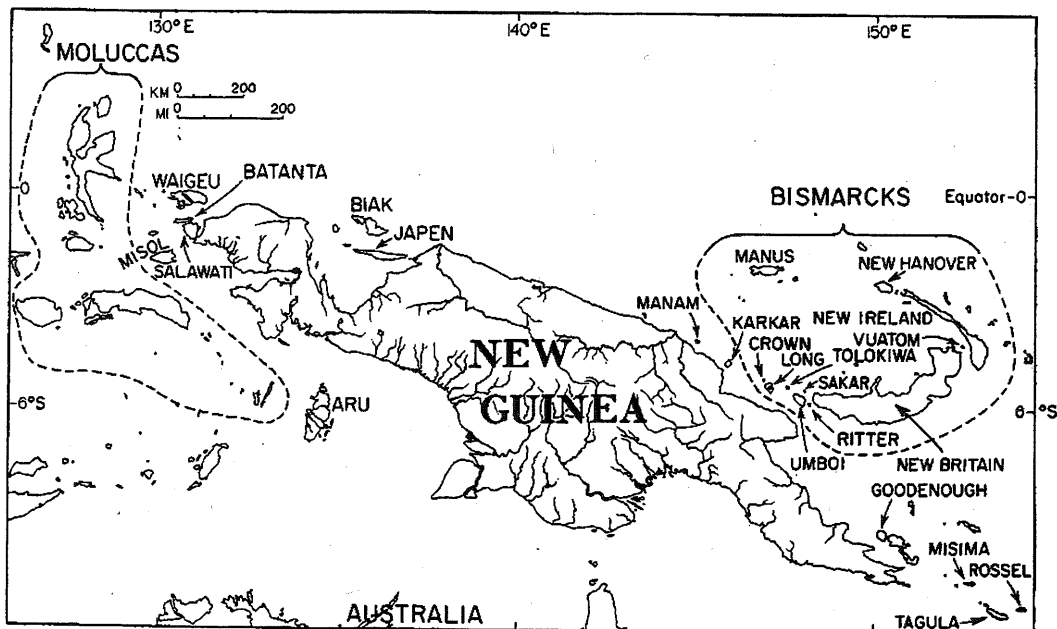 130°E
140°E
150°E
MOLUCCAS
KM 0 200
MI 0 200
BATANTA
WAIGEU
0
BISMARCKS
Equator-0
BIAK
JAPEN
MISOL
SALAWATI
MANUS
NEW HANOVER
MANAM
KARKAR
NEW IRELAND
CROWN
VUATOM
LONG
TOLOKIWA
NEW
SAKAR
ARU
GUINEA
6°S
6°S
RITTER
UMBOI
NEW BRITAIN
GOODENOUGH
MISIMA
ROSSEL
AUSTRALIA
TAGULA